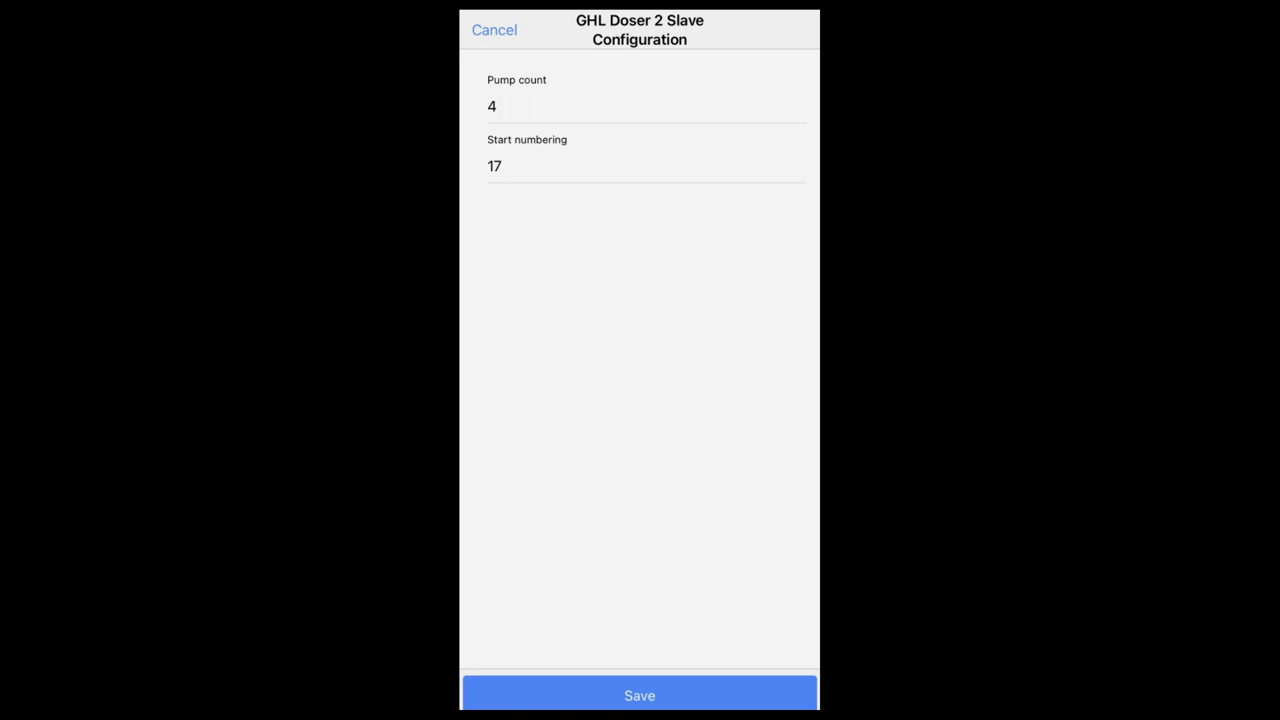 Cancel
GHL Doser 2 Slave
Configuration
Pump count
4
Start numbering
17
Save